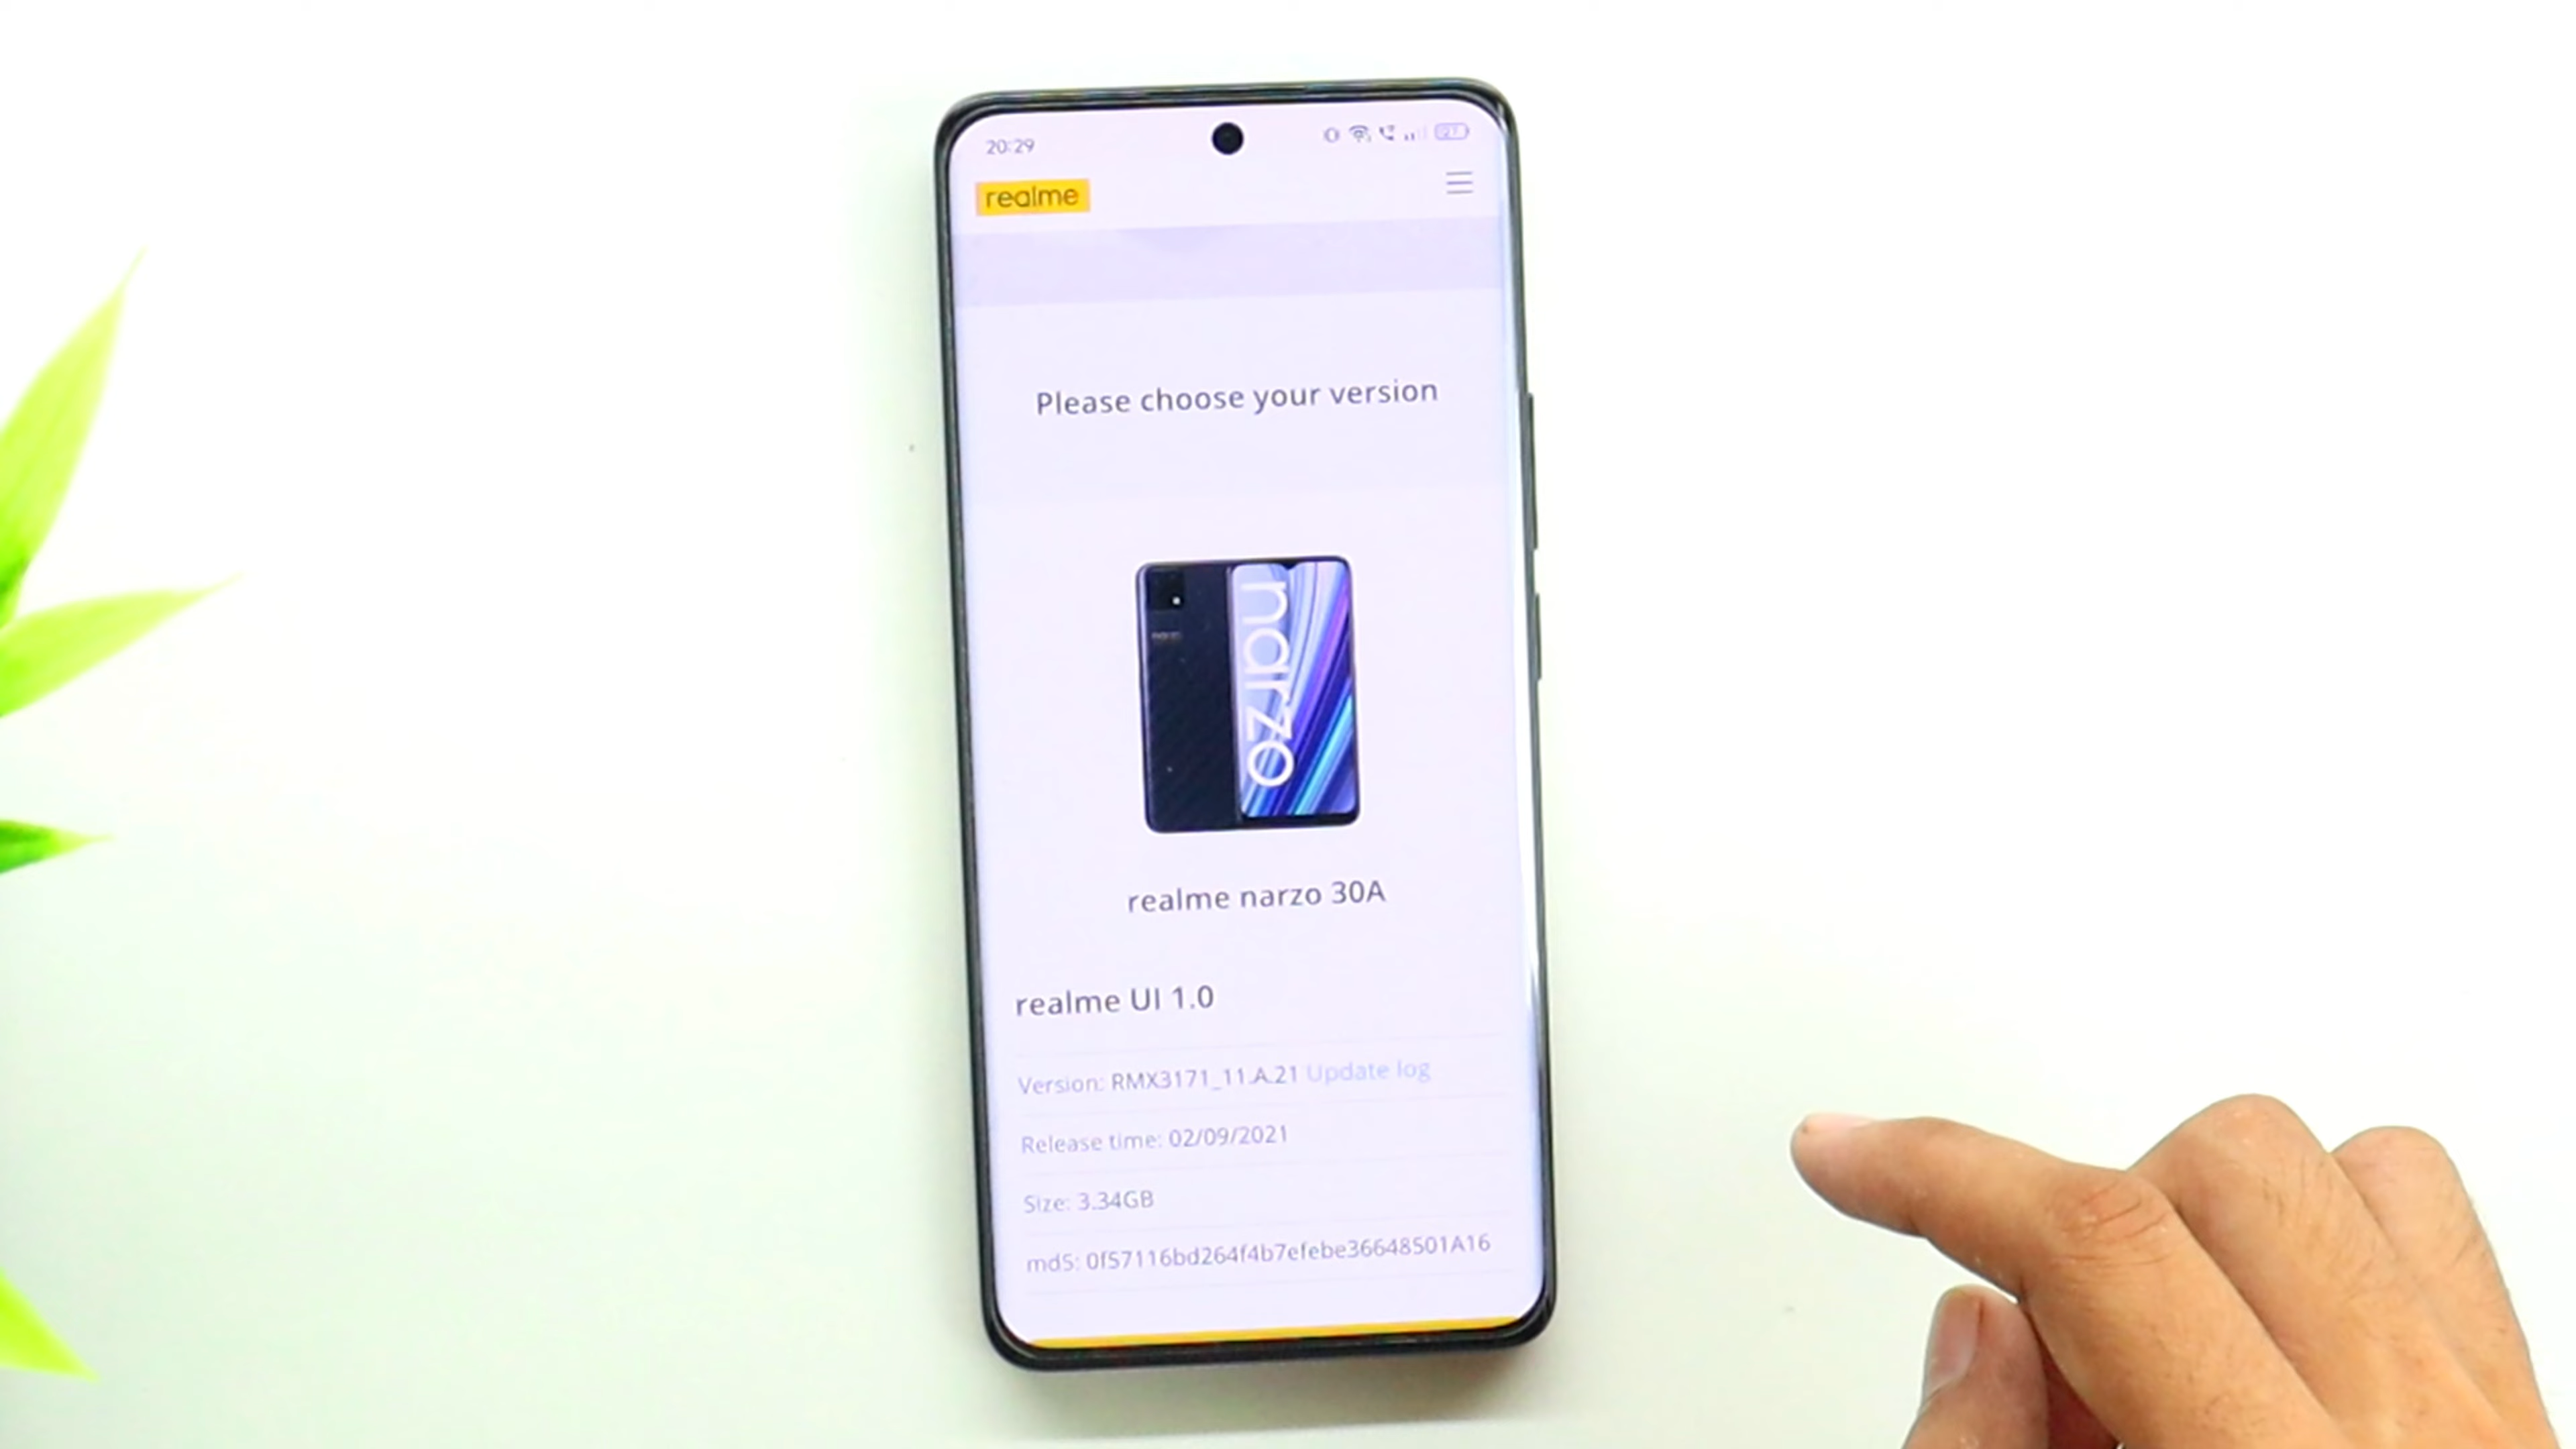 20:29
realme
Please choose your version
narzo
realme narzo 30A
realme UI 1.0
Version: RMX3171_11.A.21 Update log
Release time: 02/09/2021
Size: 3.34GB
md5: 0f57116bd264f4b7efebe36648501A16